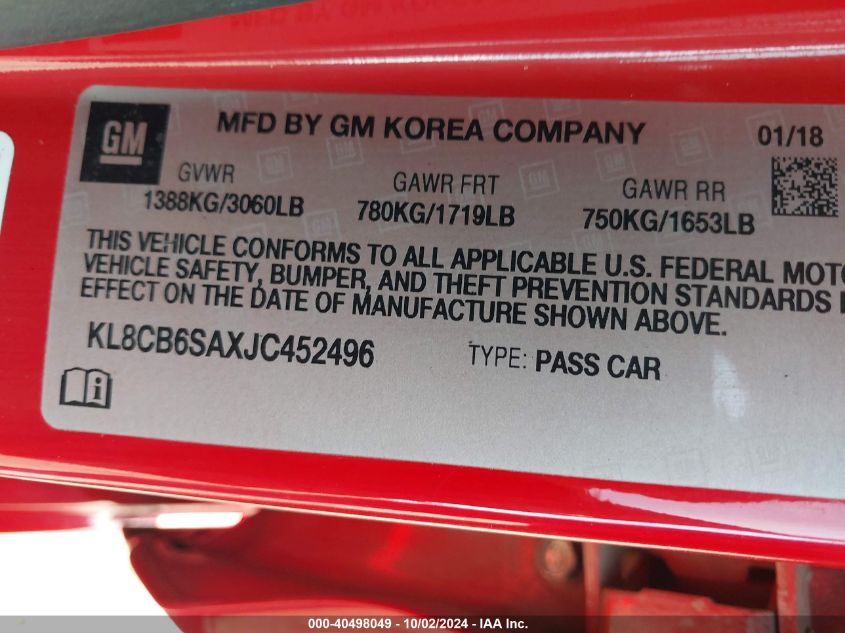 GM
MFD BY GM KOREA COMPANY
01/18
GVWR
GAWR FRT
GAWR RR
1388KG/3060LB
780KG/1719LB
750KG/1653LB
THIS VEHICLE CONFORMS TO ALL APPLICABLE U.S. FEDERAL
VEHICLE SAFETY, BUMPER, AND THEFT PREVENTION STANDARDS
EFFECT ON THE DATE OF MANUFACTURE SHOWN ABOVE.
KL8CB6SAXJC452496
TYPE: PASS CAR
000-40498049 - 10/02/2024 - IAA Inc.